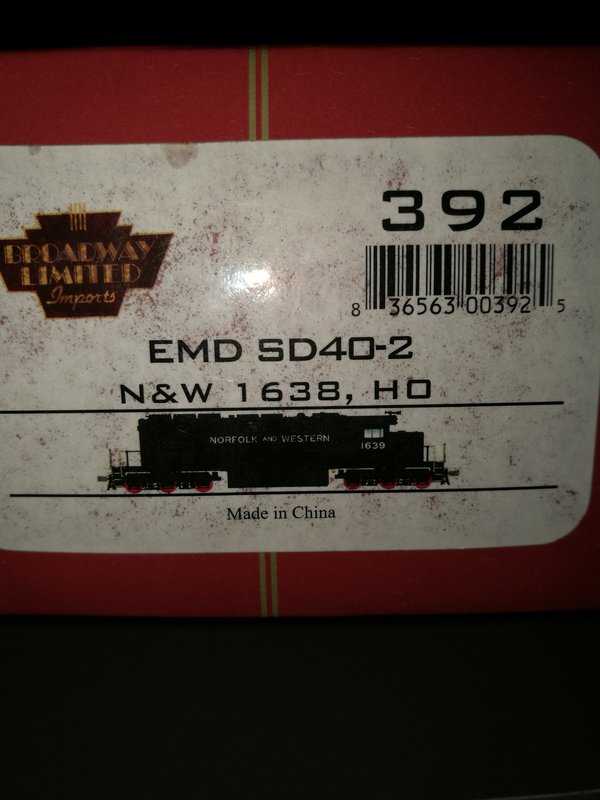 392
BROADWAY
LIMITED
Imports
8 36563 00392 5
EMD SD40-2
N&W 1638, HO
NORFOLK AND WESTERN
1639
Made in China